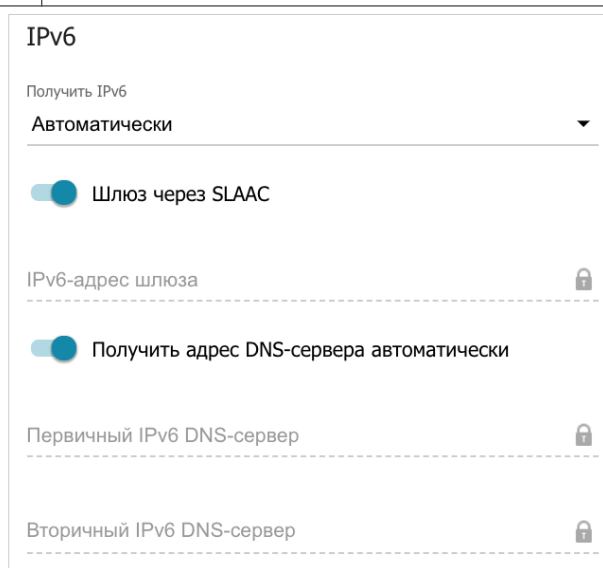 IPv6
Получить IPv6
Автоматически
Шлюз через SLAAC
IPv6-адрес шлюза
Получить адрес DNS-сервера автоматически
Первичный IPv6 DNS-сервер
Вторичный IPv6 DNS-сервер